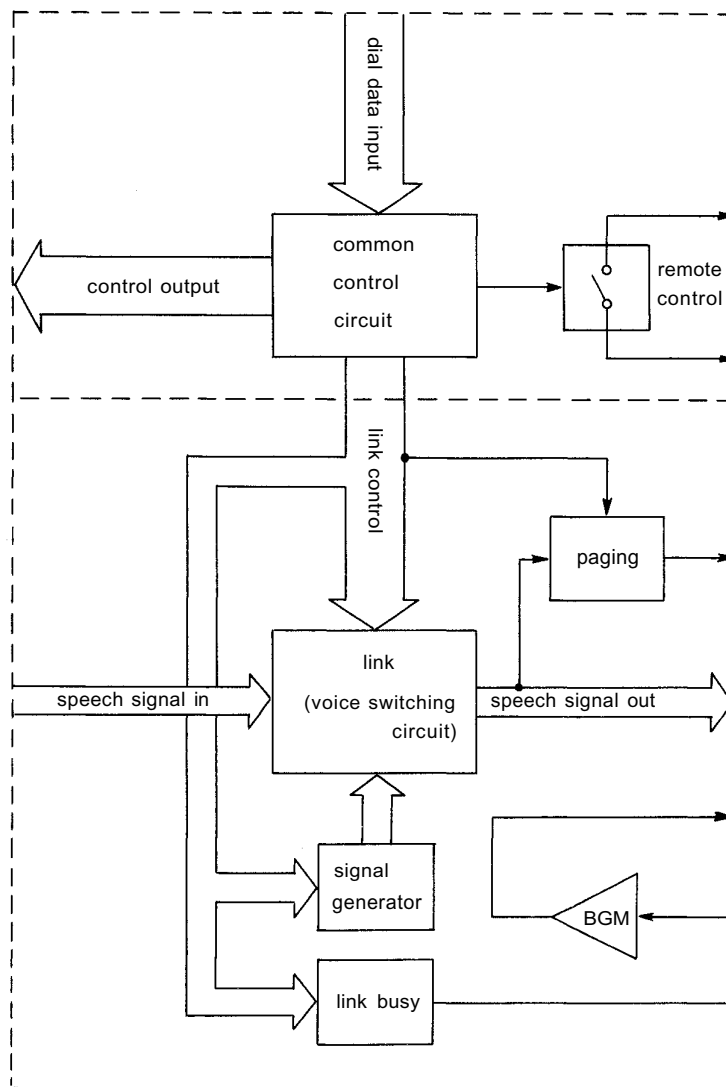 dial data input
common
control
circuit
control output
remote
control
link control
paging
link
(voice switching
circuit)
speech signal in
speech signal out
signal
generator
BGM
link busy